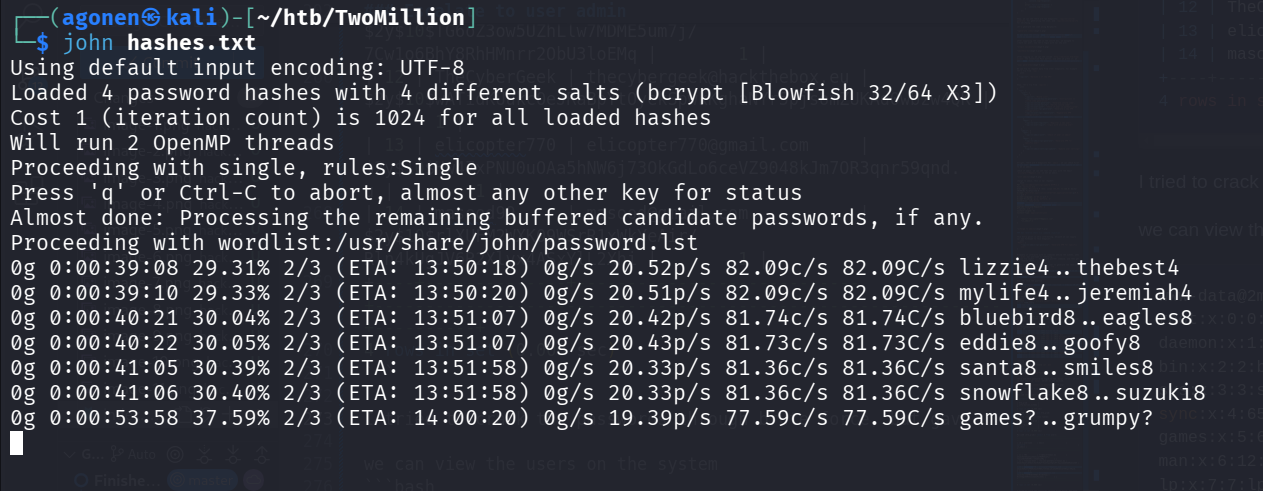 ┌──(agonen㉿kali)-[~/htb/TwoMillion]
└─$ john hashes.txt
Using default input encoding: UTF-8
Loaded 4 password hashes with 4 different salts (bcrypt [Blowfish 32/64 X3])
Cost 1 (iteration count) is 1024 for all loaded hashes
Will run 2 OpenMP threads
Proceeding with single, rules:Single
Press 'q' or Ctrl-C to abort, almost any other key for status
Almost done: Processing the remaining buffered candidate passwords, if any.
Proceeding with wordlist:/usr/share/john/password.lst
0g 0:00:39:08 29.31% 2/3 (ETA: 13:50:18) 0g/s 20.52p/s 82.09c/s 82.09C/s lizzie4..thebest4
0g 0:00:39:10 29.33% 2/3 (ETA: 13:50:20) 0g/s 20.51p/s 82.09c/s 82.09C/s mylife4..jeremiah4
0g 0:00:40:21 30.04% 2/3 (ETA: 13:51:07) 0g/s 20.42p/s 81.74c/s 81.74C/s bluebird8..eagles8
0g 0:00:40:22 30.05% 2/3 (ETA: 13:51:07) 0g/s 20.43p/s 81.73c/s 81.73C/s eddie8..goofy8
0g 0:00:41:05 30.39% 2/3 (ETA: 13:51:58) 0g/s 20.33p/s 81.36c/s 81.36C/s santa8..smiles8
0g 0:00:41:06 30.40% 2/3 (ETA: 13:51:58) 0g/s 20.33p/s 81.36c/s 81.36C/s snowflake8..suzuki8
0g 0:00:53:58 37.59% 2/3 (ETA: 14:00:20) 0g/s 19.39p/s 77.59c/s 77.59C/s games?..grumpy?
I tried to crack
we can view the users on the system